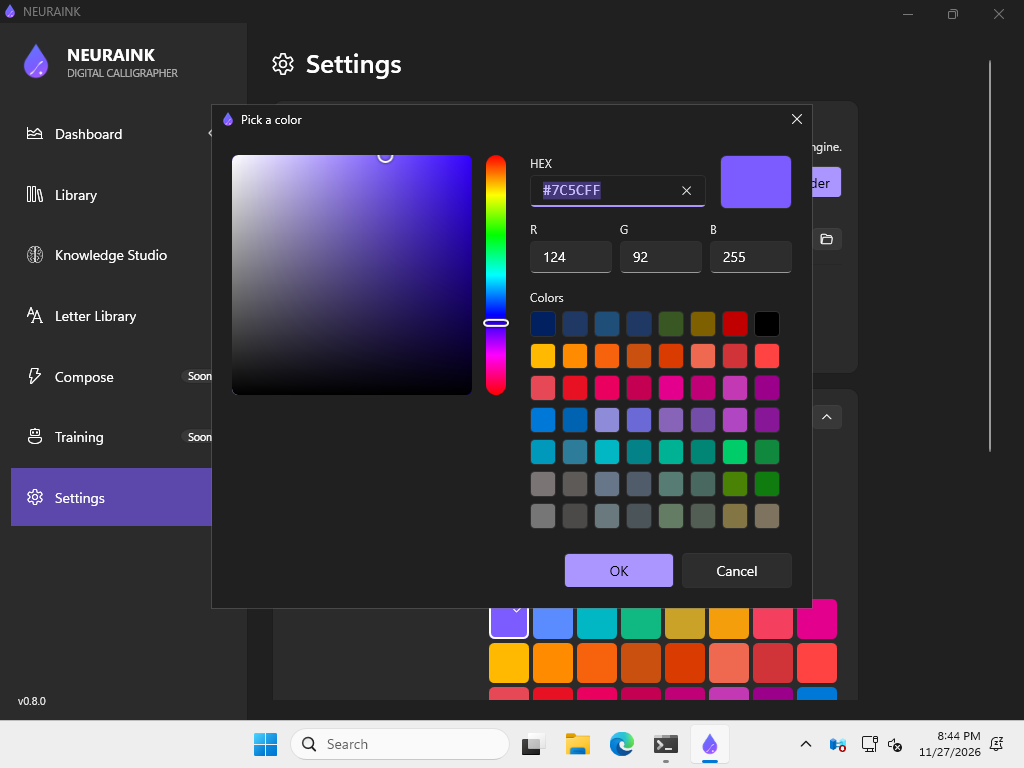 NEURAINK
NEURAINK
DIGITAL CALLIGRAPHER
Settings
Dashboard
Library
Knowledge Studio
Letter Library
Compose
Soon
Training
Soon
Settings
v0.8.0
Pick a color
HEX
#7C5CFF
R
G
B
124
92
255
Colors
OK
Cancel
Search
8:44 PM
11/27/2026